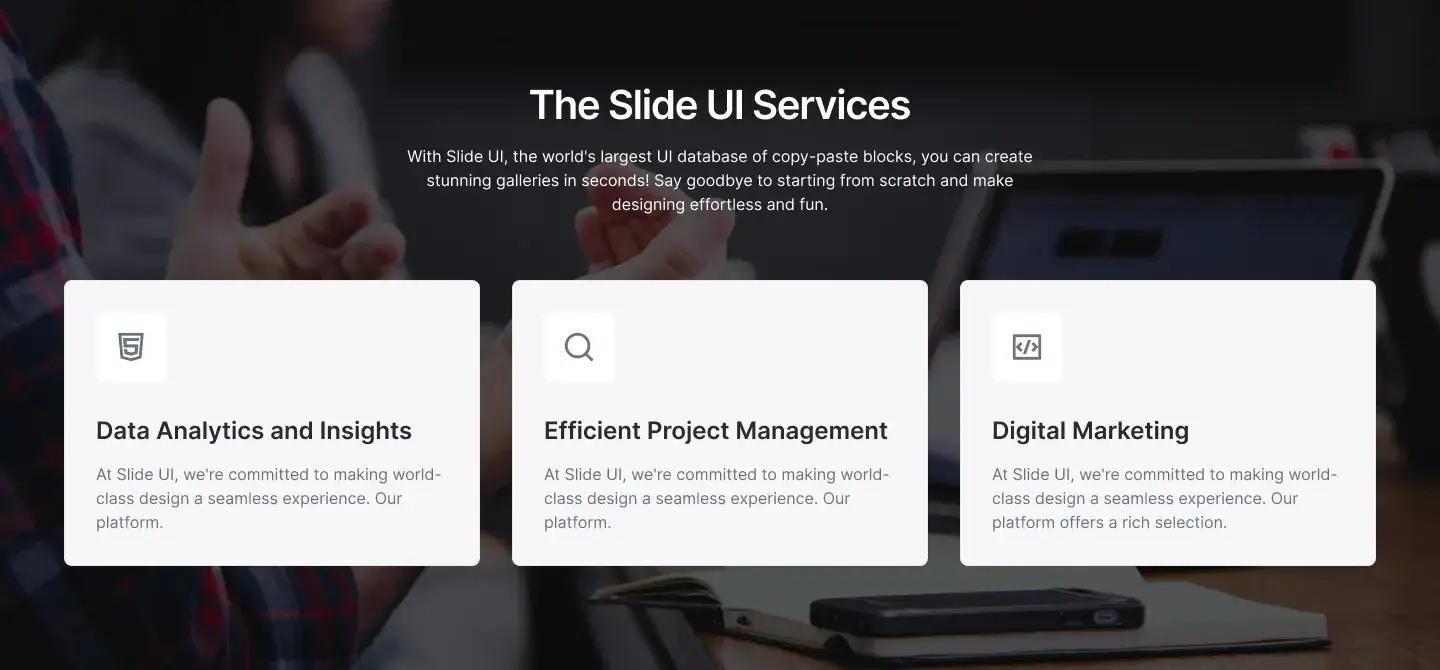 The Slide UI Services
With Slide UI, the world's largest UI database of copy-paste blocks, you can create
stunning galleries in seconds! Say goodbye to starting from scratch and make
designing effortless and fun.
Data Analytics and Insights
At Slide UI, we're committed to making world-
class design a seamless experience. Our
platform.
Efficient Project Management
At Slide UI, we're committed to making world-
class design a seamless experience. Our
platform.
Digital Marketing
At Slide UI, we're committed to making world-
class design a seamless experience. Our
platform offers a rich selection.